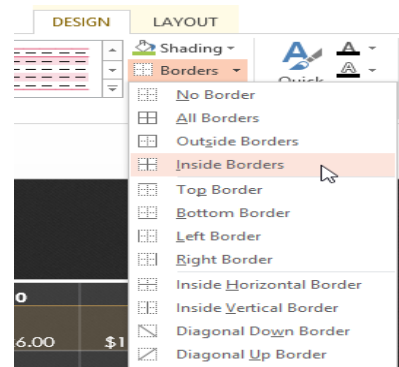 DESIGN LAYOUT
Shading
Borders
Quick
No Border
All Borders
Outside Borders
Inside Borders
Top Border
Bottom Border
Left Border
Right Border
Inside Horizontal Border
Inside Vertical Border
Diagonal Down Border
Diagonal Up Border
0
6.00 $1